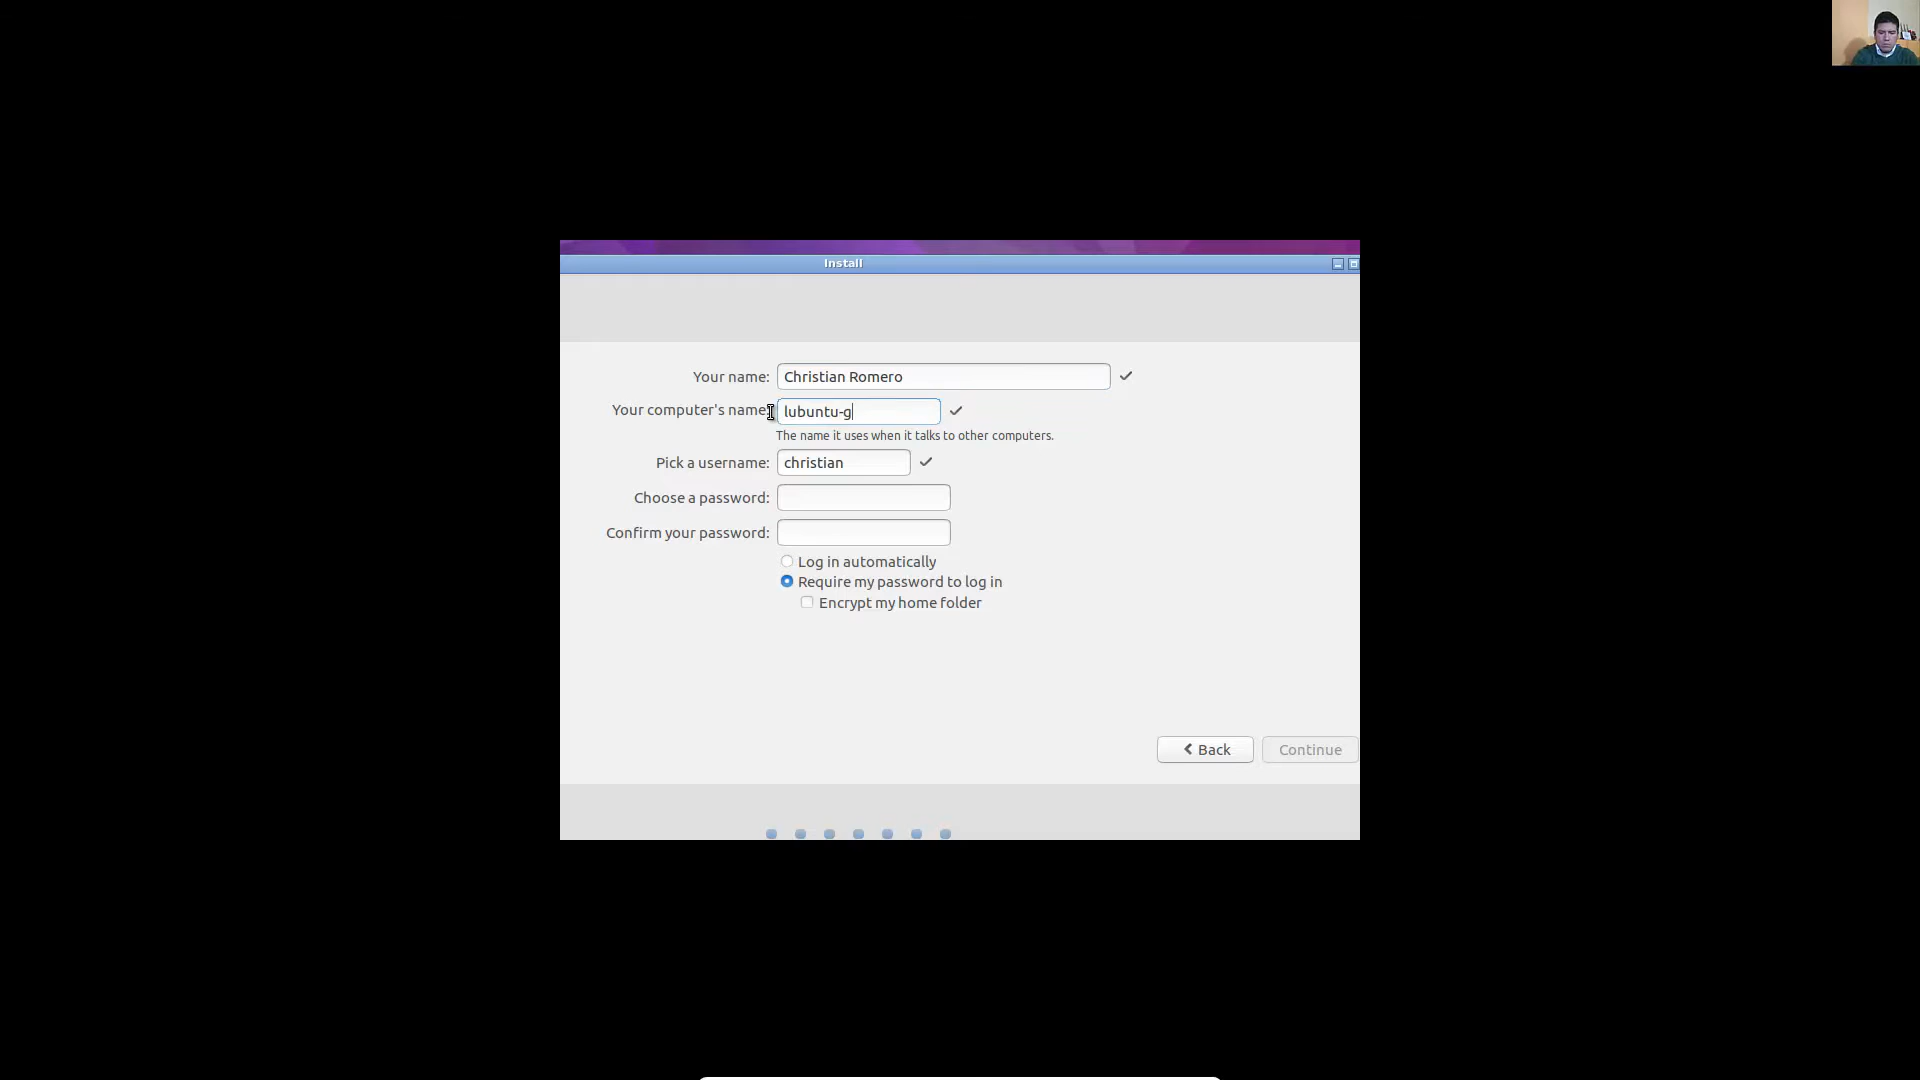 Install
Your name: Christian Romero
Your computer's name: lubuntu-g
The name it uses when it talks to other computers.
Pick a username: christian
Choose a password:
Confirm your password:
Log in automatically
Require my password to log in
Encrypt my home folder
Back Continue